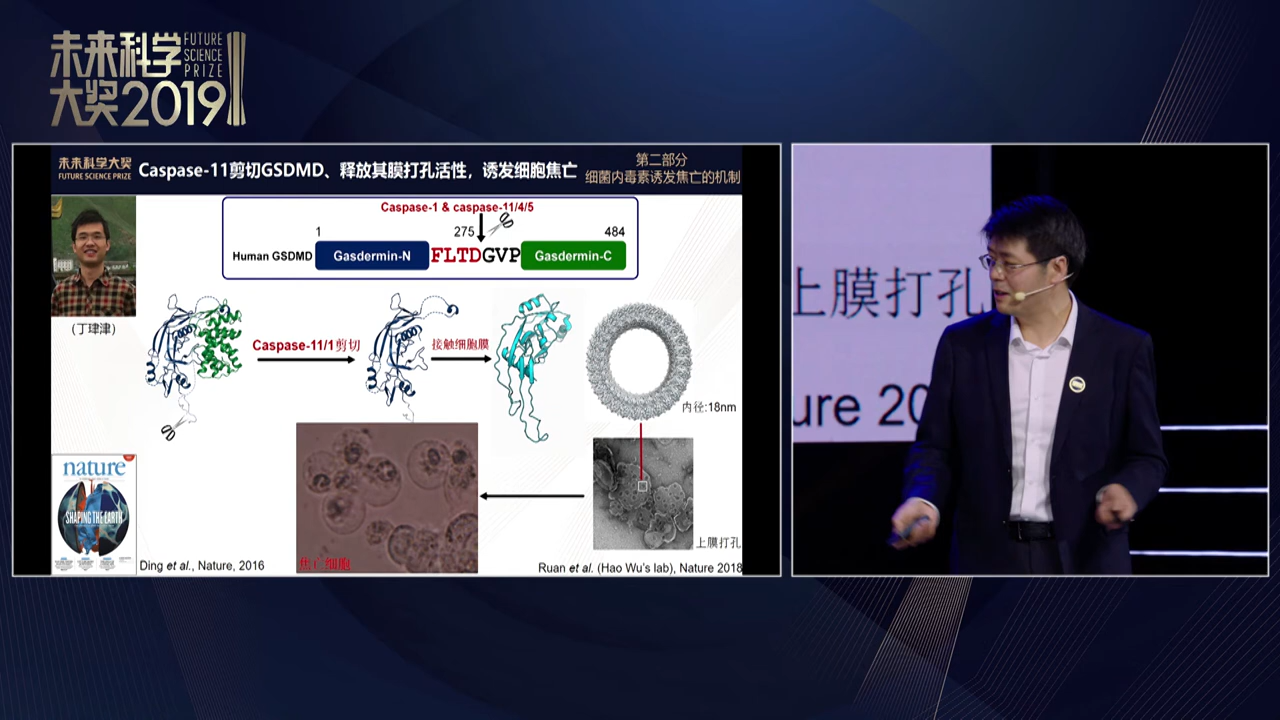 未来科学
大奖2019
FUTURE
SCIENCE
PRIZE
未来科学大奖
FUTURE SCIENCE PRIZE
Caspase-11剪切GSDMD、释放其膜打孔活性，诱发细胞焦亡
第二部分
细菌内毒素诱发焦亡的机制
Caspase-1 & caspase-11/4/5
1
275
484
Human GSDMD
Gasdermin-N
FLTDGVP
Gasdermin-C
(丁琸津)
Caspase-11/1剪切
接触细胞膜
内径:18nm
nature
SHAPING THE EARTH
焦亡细胞
上膜打孔
Ding et al., Nature, 2016
Ruan et al. (Hao Wu's lab), Nature 2018
上膜打孔
ure 20